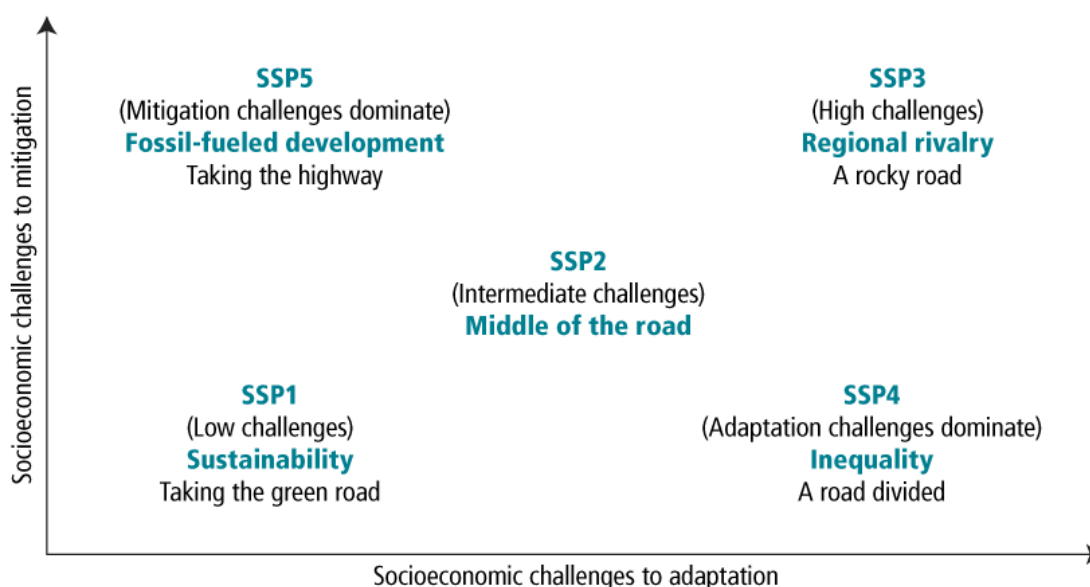 Socioeconomic challenges to mitigation
SSP5
(Mitigation challenges dominate)
Fossil-fueled development
Taking the highway
SSP3
(High challenges)
Regional rivalry
A rocky road
SSP2
(Intermediate challenges)
Middle of the road
SSP1
(Low challenges)
Sustainability
Taking the green road
SSP4
(Adaptation challenges dominate)
Inequality
A road divided
Socioeconomic challenges to adaptation